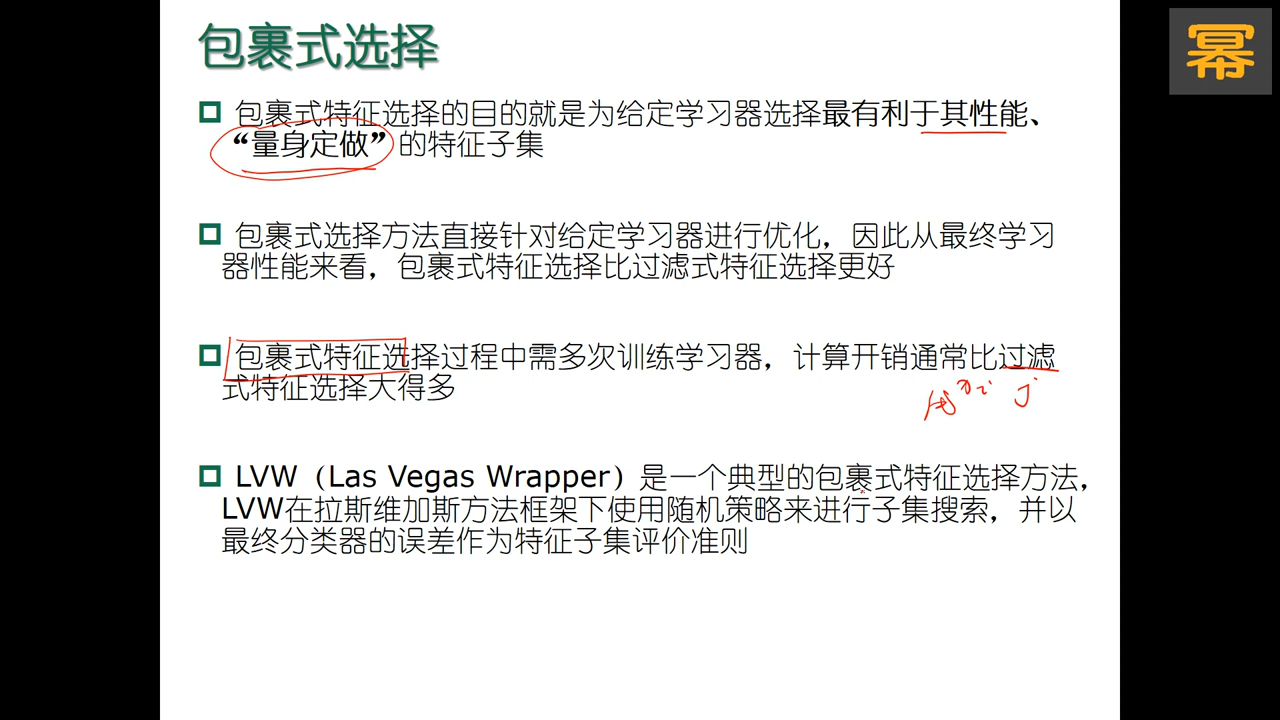 包裹式选择
幂
包裹式特征选择的目的就是为给定学习器选择最有利于其性能、
“量身定做”的特征子集
包裹式选择方法直接针对给定学习器进行优化，因此从最终学习
器性能来看，包裹式特征选择比过滤式特征选择更好
包裹式特征选择过程中需多次训练学习器，计算开销通常比过滤
式特征选择大得多
LVW（Las Vegas Wrapper）是一个典型的包裹式特征选择方法，
LVW在拉斯维加斯方法框架下使用随机策略来进行子集搜索，并以
最终分类器的误差作为特征子集评价准则